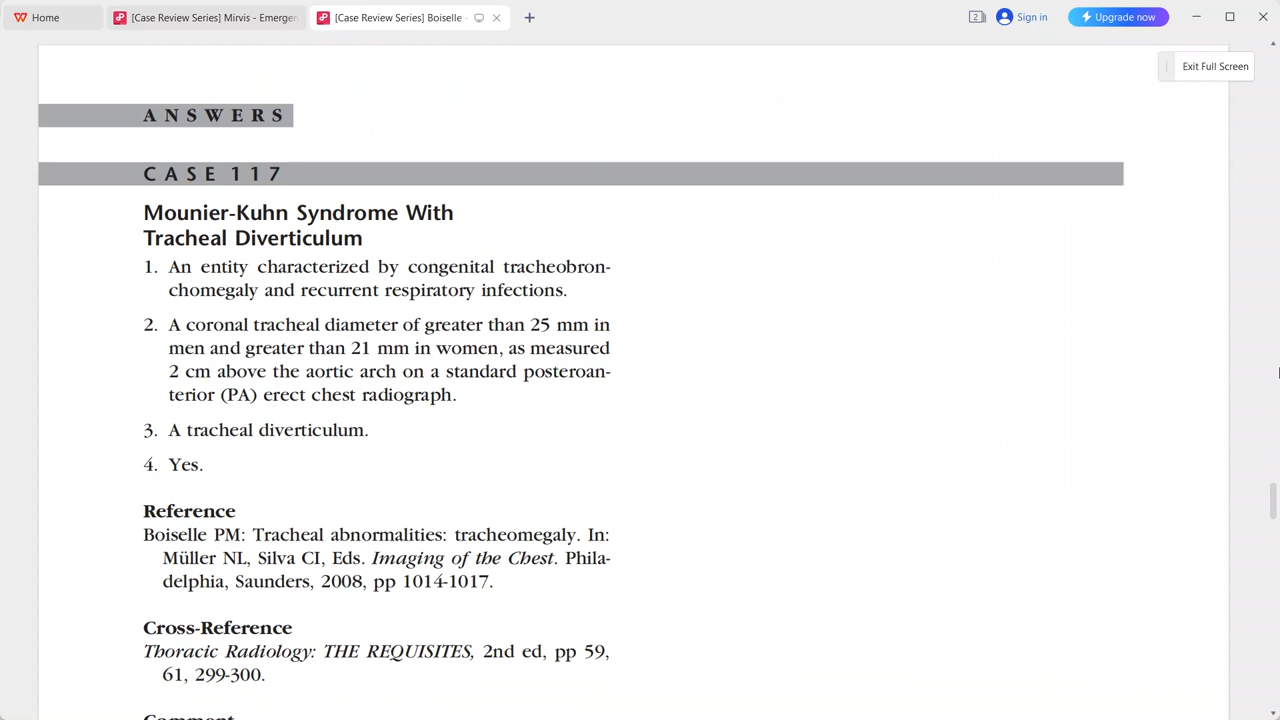 Home
[Case Review Series] Mirvis - Emergen
[Case Review Series] Boiselle -
2
Sign in
Upgrade now
Exit Full Screen
ANSWERS
CASE 117
Mounier-Kuhn Syndrome With
Tracheal Diverticulum
1. An entity characterized by congenital tracheobron-
chomegaly and recurrent respiratory infections.
2. A coronal tracheal diameter of greater than 25 mm in
men and greater than 21 mm in women, as measured
2 cm above the aortic arch on a standard posteroan-
terior (PA) erect chest radiograph.
3. A tracheal diverticulum.
4. Yes.
Reference
Boiselle PM: Tracheal abnormalities: tracheomegaly. In:
Müller NL, Silva CI, Eds. Imaging of the Chest. Phila-
delphia, Saunders, 2008, pp 1014-1017.
Cross-Reference
Thoracic Radiology: THE REQUISITES, 2nd ed, pp 59,
61, 299-300.
Comment